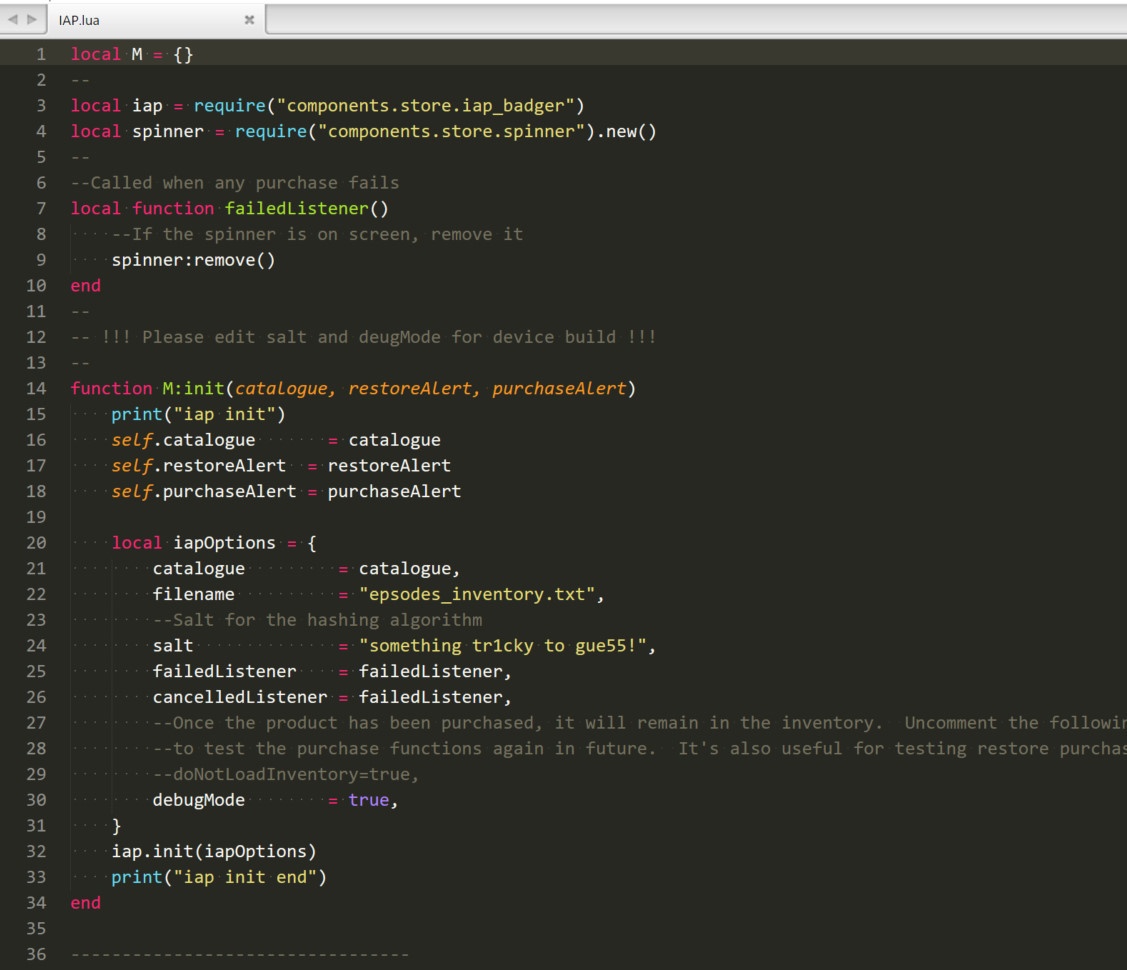 IAP.lua
1 local M = {}
2 --
3 local iap = require("components.store.iap_badger")
4 local spinner = require("components.store.spinner").new()
5 --
6 --Called when any purchase fails
7 local function failedListener()
8     --If the spinner is on screen, remove it
9     spinner:remove()
10 end
11 --
12 -- !!! Please edit salt and deugMode for device build !!!
13 --
14 function M:init(catalogue, restoreAlert, purchaseAlert)
15     print("iap init")
16     self.catalogue       = catalogue
17     self.restoreAlert  = restoreAlert
18     self.purchaseAlert = purchaseAlert
19
20     local iapOptions = {
21         catalogue         = catalogue,
22         filename          = "epsodes_inventory.txt",
23         --Salt for the hashing algorithm
24         salt              = "something tr1cky to gue55!",
25         failedListener    = failedListener,
26         cancelledListener = failedListener,
27         --Once the product has been purchased, it will remain in the inventory.  Uncomment the
28         --to test the purchase functions again in future.  It's also useful for testing restore
29         --doNotLoadInventory=true,
30         debugMode        = true,
31     }
32     iap.init(iapOptions)
33     print("iap init end")
34 end
35
36 ---------------------------------